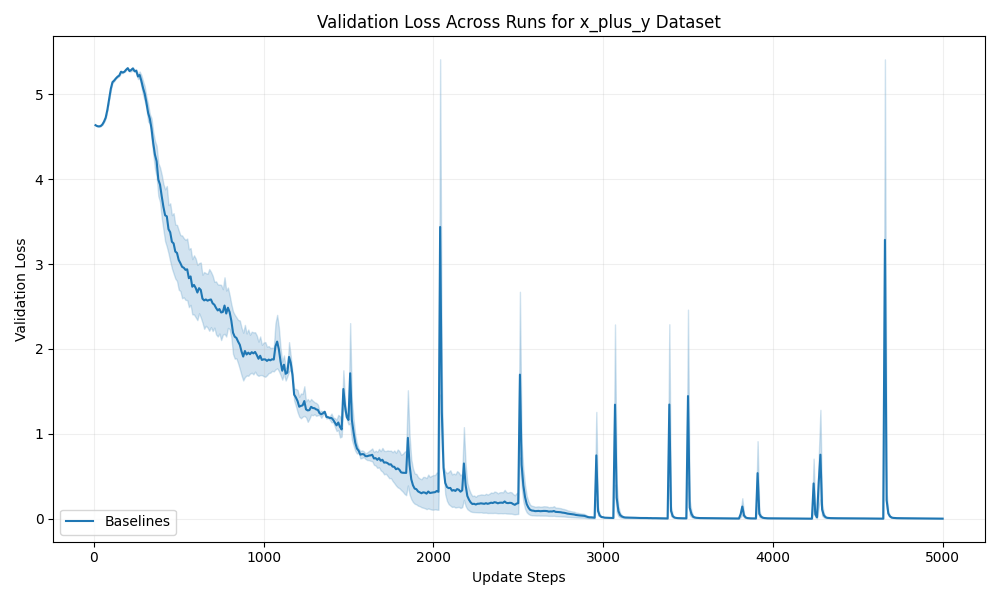 Validation Loss Across Runs for x_plus_y Dataset
Validation Loss
5
4
3
2
1
0
Baselines
0 1000 2000 3000 4000 5000
Update Steps